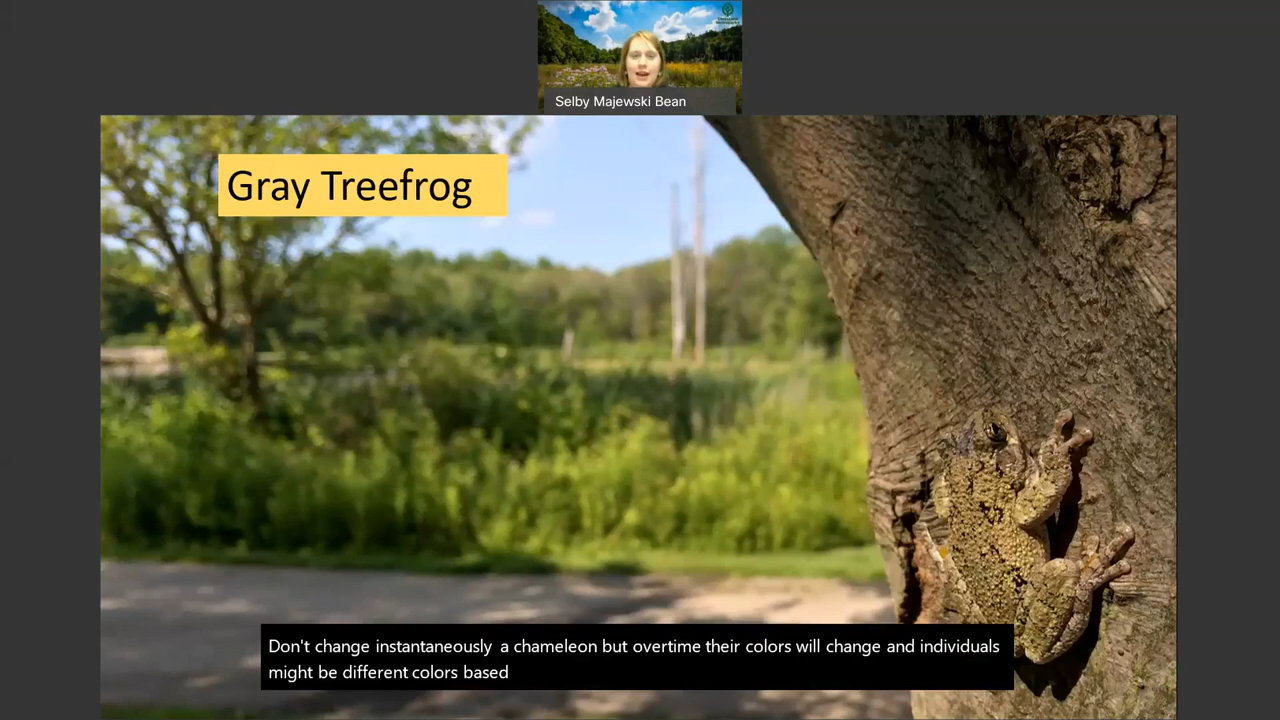 Selby Majewski Bean
Gray Treefrog
Don't change instantaneously a chameleon but overtime their colors will change and individuals
might be different colors based